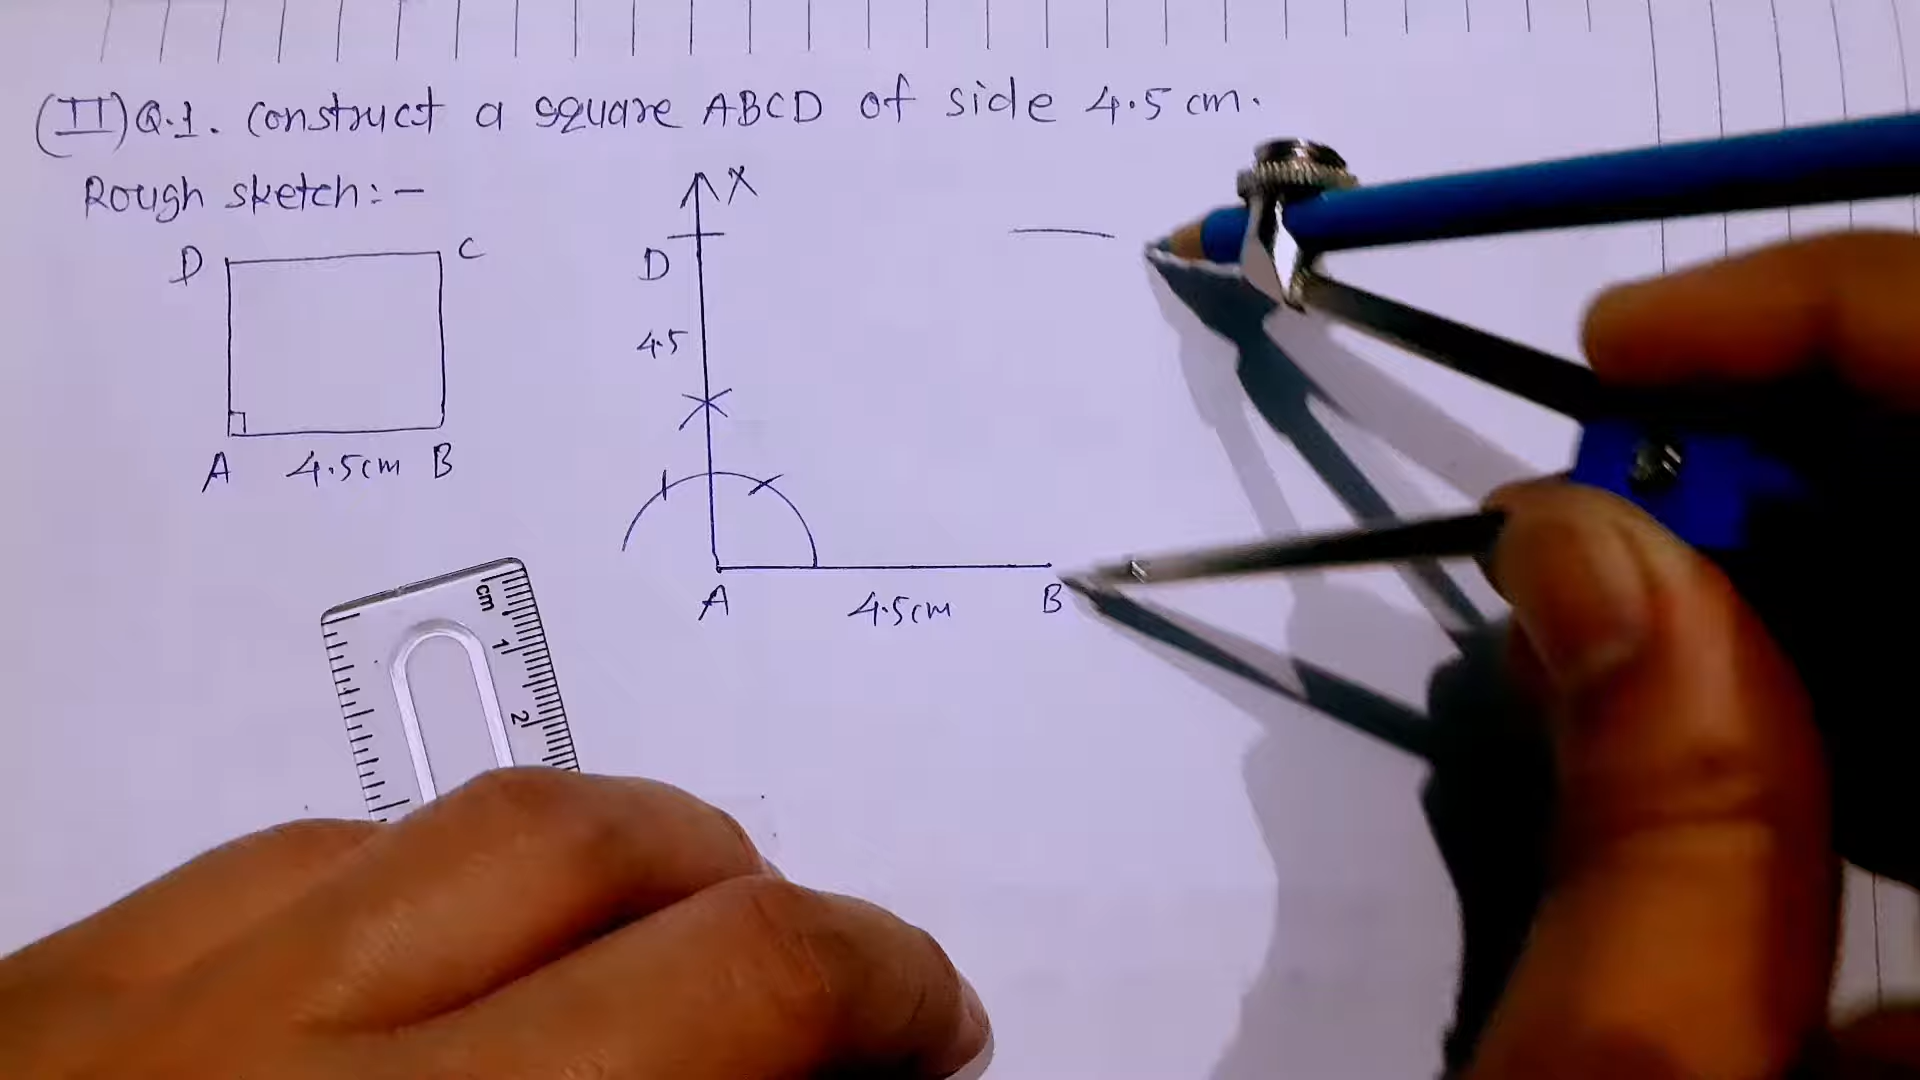 (II) Q.1. Construct a square ABCD of side 4.5 cm.
Rough sketch:-
D C
A 4.5cm B
X
D
4.5
A 4.5cm B
cm
1
2